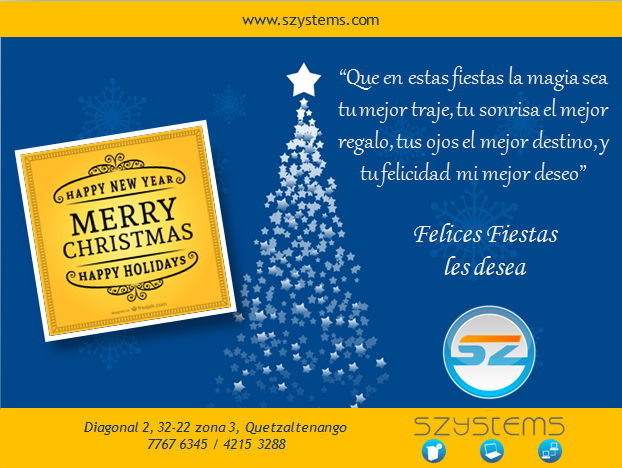 www.szystems.com
“Que en estas fiestas la magia sea
tu mejor traje, tu sonrisa el mejor
regalo, tus ojos el mejor destino, y
tu felicidad mi mejor deseo”
HAPPY NEW YEAR
MERRY
CHRISTMAS
HAPPY HOLIDAYS
Felices Fiestas
les desea
SZ
Diagonal 2, 32-22 zona 3, Quetzaltenango
7767 6345 / 4215 3288
SZYSTEMS